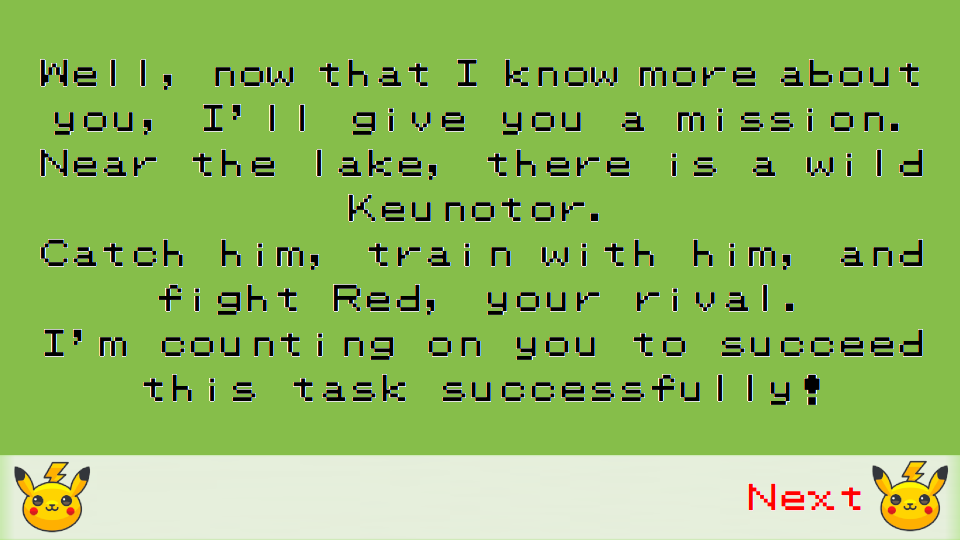 Well, now that I know more about
you, I'll give you a mission.
Near the lake, there is a wild
Keunotor.
Catch him, train with him, and
fight Red, your rival.
I'm counting on you to succeed
this task successfully!
Next